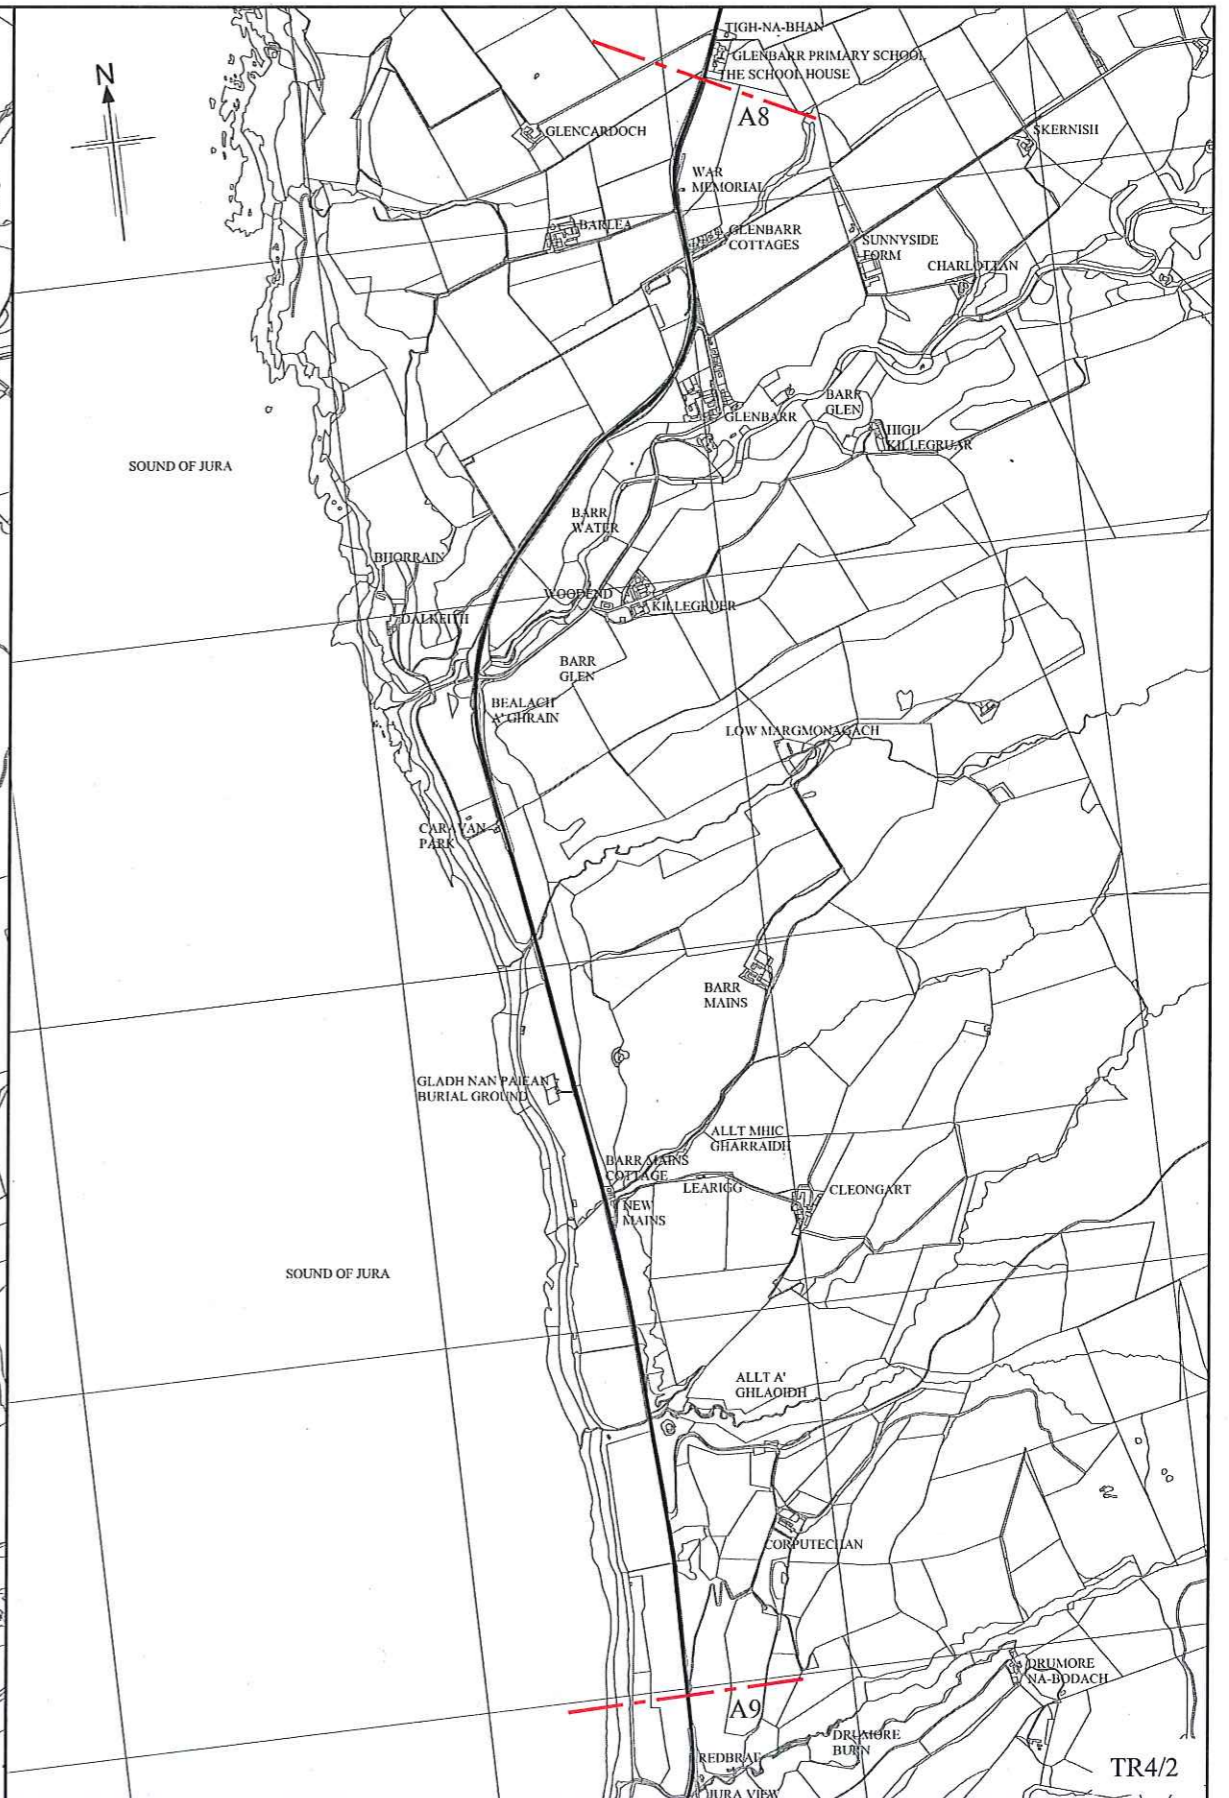 TIGH-NA-BHAN
GLENBARR PRIMARY SCHOOL
THE SCHOOL HOUSE
N
A8
GLENCARDOCH
SKERNISH
WAR
MEMORIAL
BARLEA
GLENBARR
COTTAGES
SUNNYSIDE
FORM
CHARLOTTAN
BARR
GLEN
GLENBARR
HIGH
KILLEGRUAR
SOUND OF JURA
BARR
WATER
BHORRAIN
WOODEND
KILLEGRUER
DALKEITH
BARR
GLEN
BEALACH
A' GHRAIN
LOW MARGMONAGACH
CARAVAN
PARK
BARR
MAINS
GLADH NAN PAIEAN
BURIAL GROUND
ALLT MHIC
GHARRAIDH
BARR MAINS
COTTAGE
LEARIGG
CLEONGART
NEW
MAINS
SOUND OF JURA
ALLT A'
GHLAOIDH
CORPUTECHAN
DRUMORE
NA-BODACH
A9
DRUMORE
BURN
REDBRAE
JURA VIEW
TR4/2